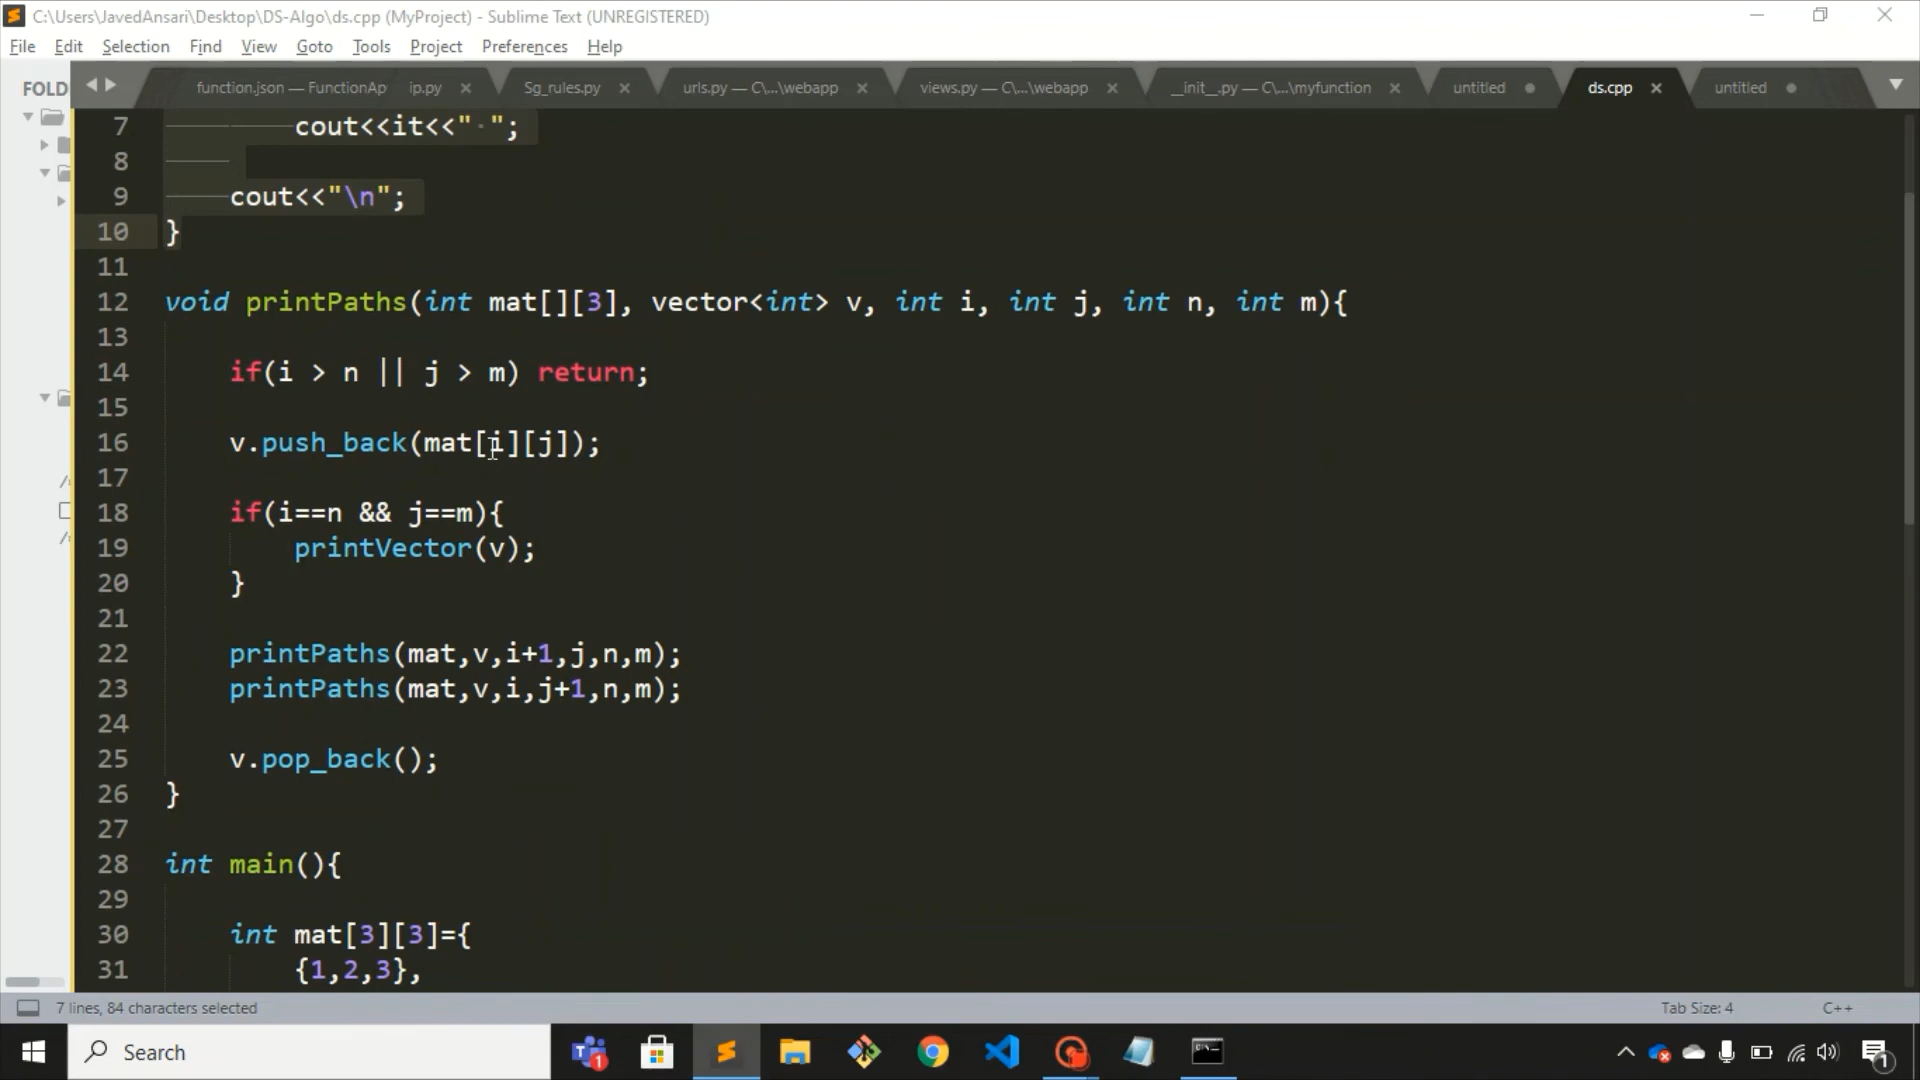 C:\Users\JavedAnsari\Desktop\DS-Algo\ds.cpp (MyProject) - Sublime Text (UNREGISTERED)
File Edit Selection Find View Goto Tools Project Preferences Help
FOLD
function.json — FunctionAp ip.py Sg_rules.py urls.py — C\...\webapp views.py — C\...\webapp __init__.py — C\...\myfunction untitled ds.cpp untitled
7 cout<<it<<" ";
8
9 cout<<"\n";
10 }
11
12 void printPaths(int mat[][3], vector<int> v, int i, int j, int n, int m){
13
14 if(i > n || j > m) return;
15
16 v.push_back(mat[i][j]);
17
18 if(i==n && j==m){
19 printVector(v);
20 }
21
22 printPaths(mat,v,i+1,j,n,m);
23 printPaths(mat,v,i,j+1,n,m);
24
25 v.pop_back();
26 }
27
28 int main(){
29
30 int mat[3][3]={
31 {1,2,3},
7 lines, 84 characters selected Tab Size: 4 C++
Search 1 1